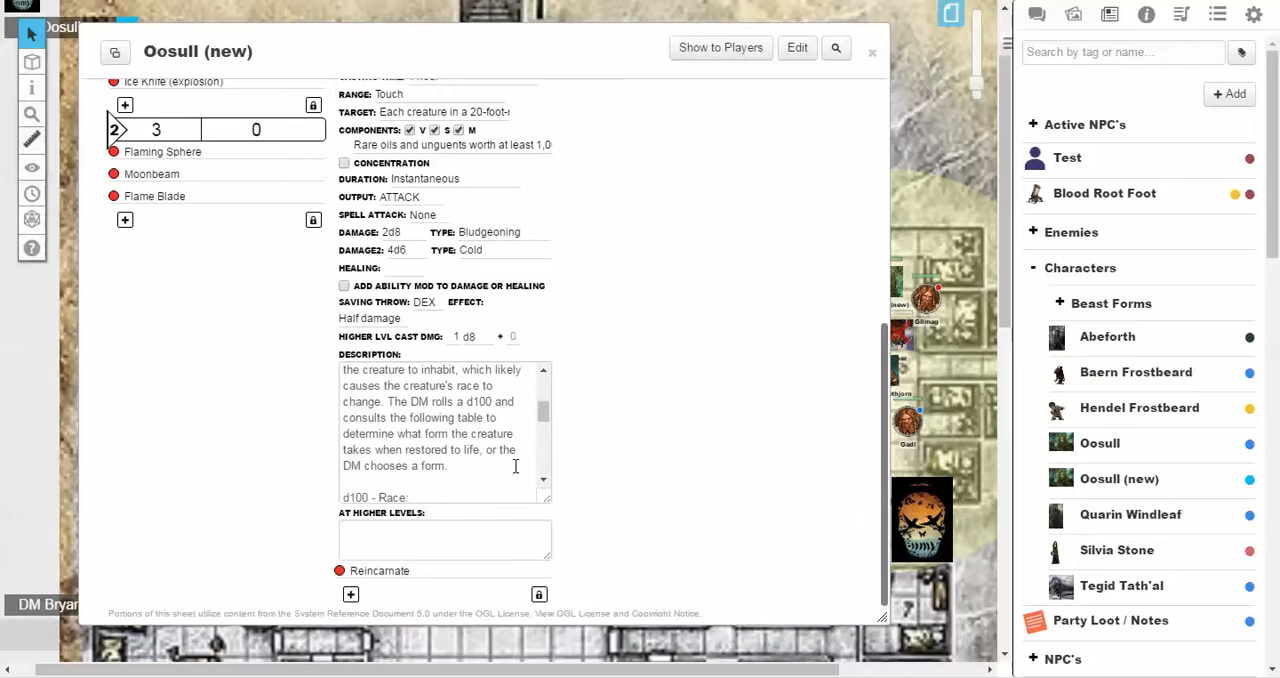 Oosull (new)
Show to Players
Edit
Search by tag or name...
+ Add
Ice Knife (explosion)
2 3 0
Flaming Sphere
Moonbeam
Flame Blade
RANGE: Touch
TARGET: Each creature in a 20-foot-r
COMPONENTS: V S M
Rare oils and unguents worth at least 1,0
CONCENTRATION
DURATION: Instantaneous
OUTPUT: ATTACK
SPELL ATTACK: None
DAMAGE: 2d8 TYPE: Bludgeoning
DAMAGE2: 4d6 TYPE: Cold
HEALING:
ADD ABILITY MOD TO DAMAGE OR HEALING
SAVING THROW: DEX EFFECT:
Half damage
HIGHER LVL CAST DMG: 1 d8 + 0
DESCRIPTION:
the creature to inhabit, which likely
causes the creature's race to
change. The DM rolls a d100 and
consults the following table to
determine what form the creature
takes when restored to life, or the
DM chooses a form.
d100 - Race:
AT HIGHER LEVELS:
Reincarnate
Portions of this sheet utilize content from the System Reference Document 5.0 under the OGL License. View OGL License and Copyright Notice.
DM Bryan
Gilmag
Gadi
+ Active NPC's
Test
Blood Root Foot
+ Enemies
- Characters
+ Beast Forms
Abeforth
Baern Frostbeard
Hendel Frostbeard
Oosull
Oosull (new)
Quarin Windleaf
Silvia Stone
Tegid Tath'al
Party Loot / Notes
+ NPC's